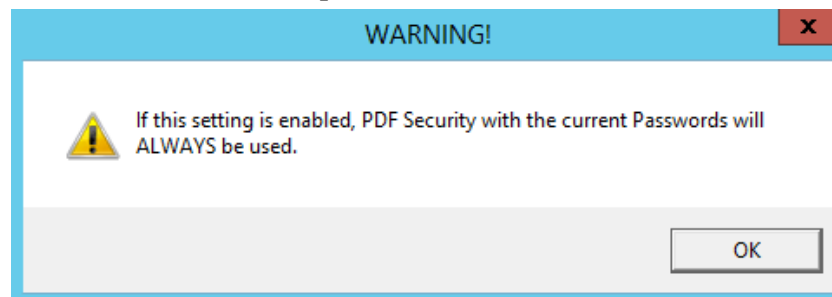 WARNING!
x
If this setting is enabled, PDF Security with the current Passwords will
ALWAYS be used.
OK